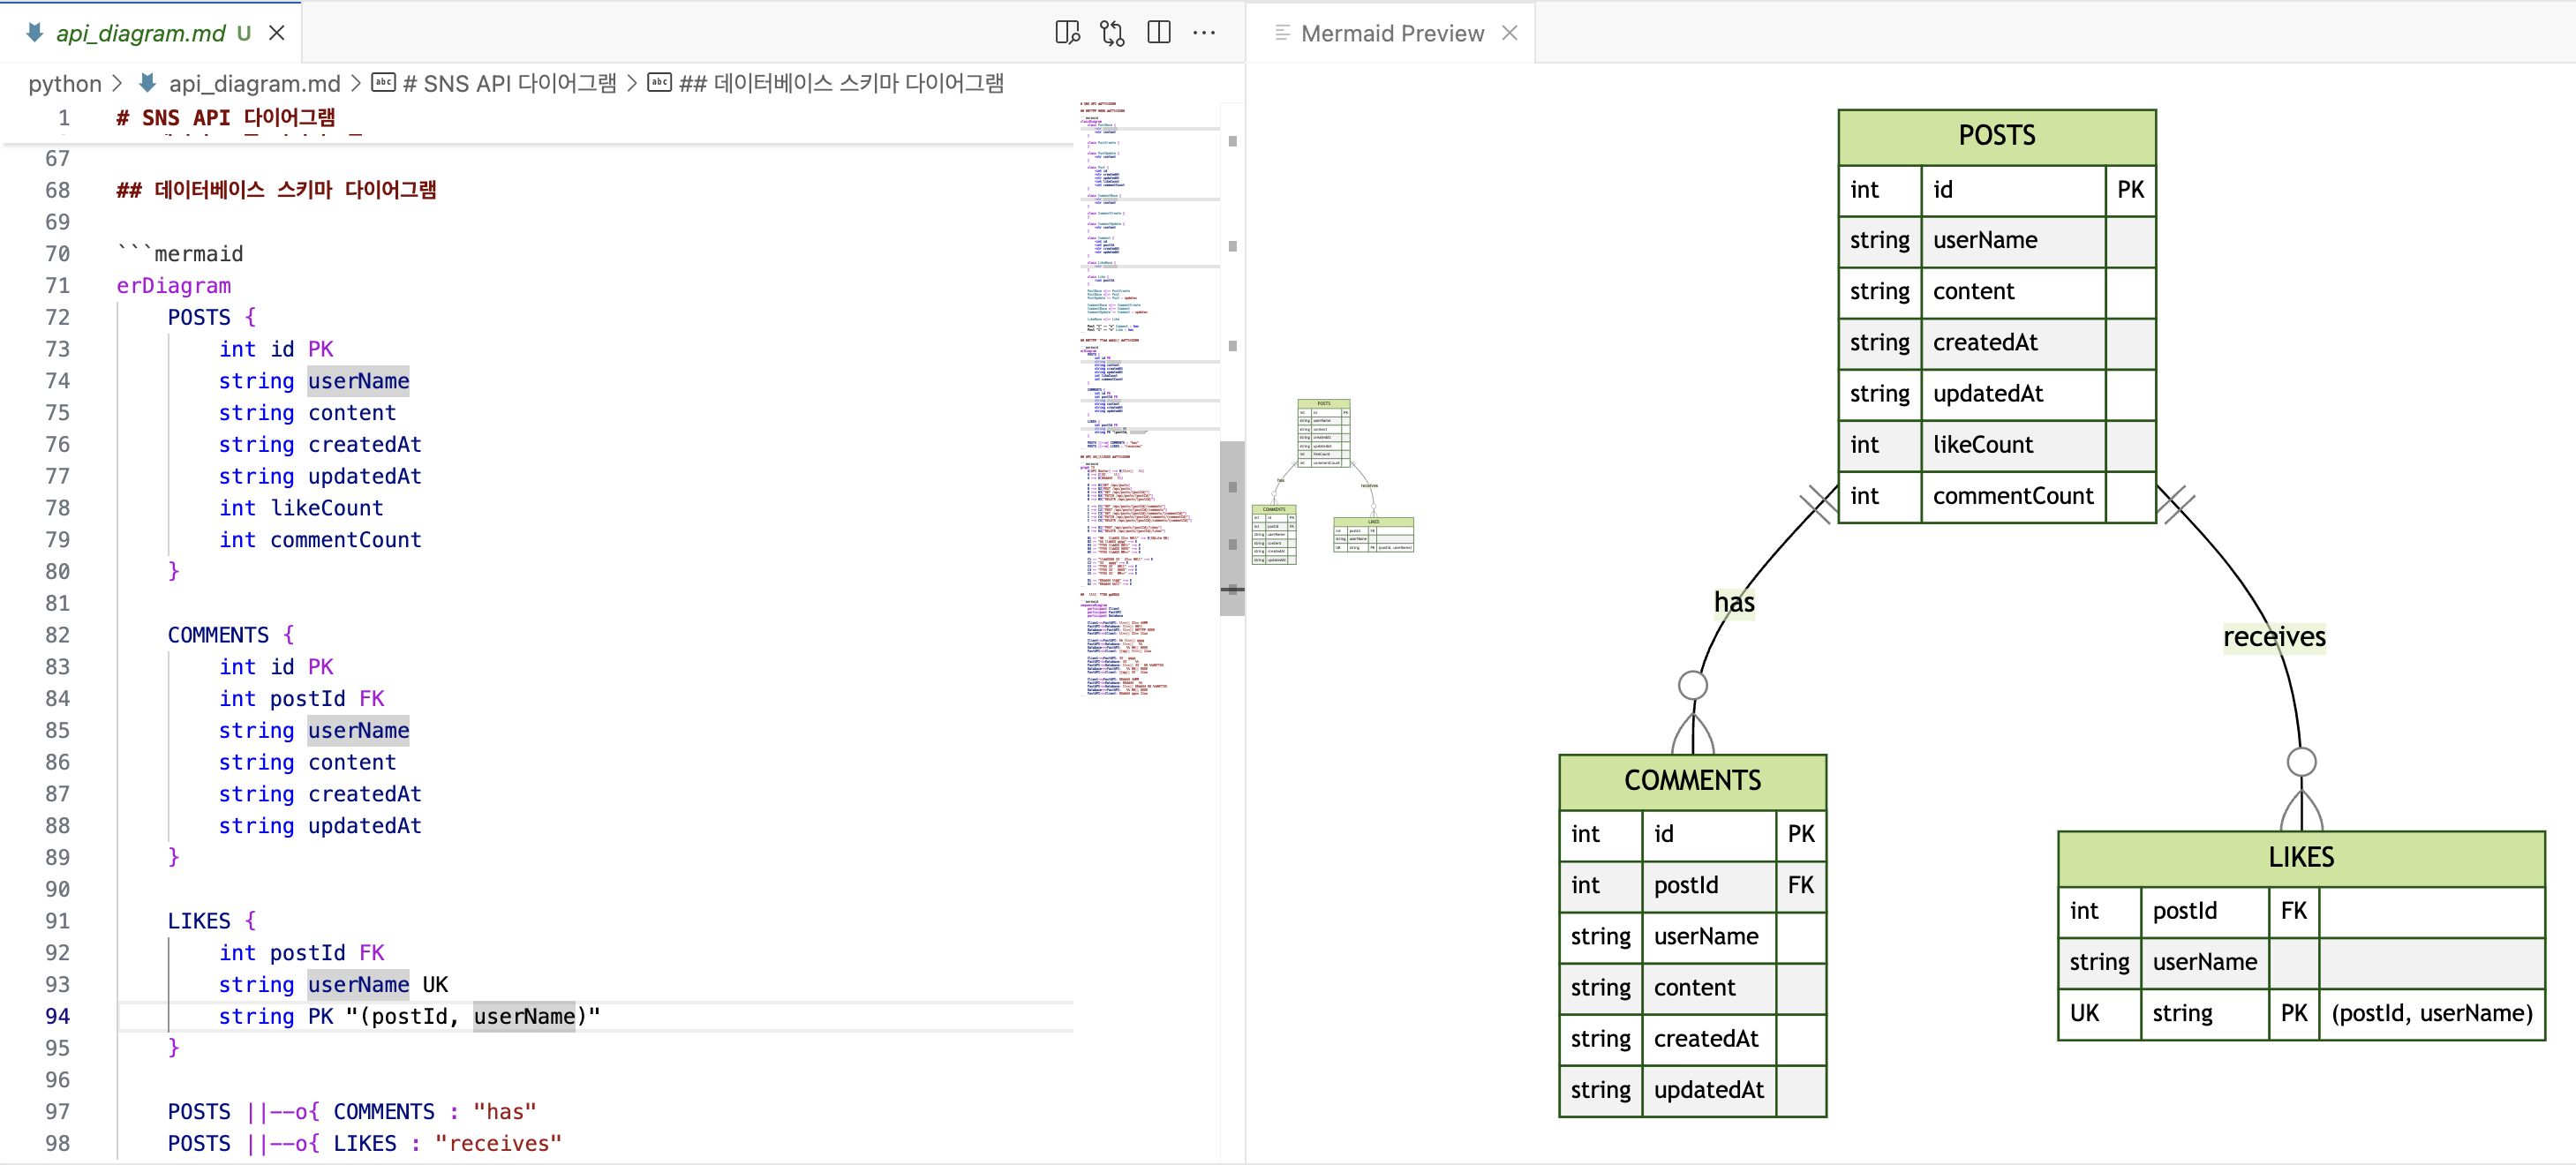 api_diagram.md U
Mermaid Preview
python > api_diagram.md > # SNS API 다이어그램 > ## 데이터베이스 스키마 다이어그램
1 # SNS API 다이어그램
67
68 ## 데이터베이스 스키마 다이어그램
69
70 ```mermaid
71 erDiagram
72 POSTS {
73 int id PK
74 string userName
75 string content
76 string createdAt
77 string updatedAt
78 int likeCount
79 int commentCount
80 }
81
82 COMMENTS {
83 int id PK
84 int postId FK
85 string userName
86 string content
87 string createdAt
88 string updatedAt
89 }
90
91 LIKES {
92 int postId FK
93 string userName UK
94 string PK "(postId, userName)"
95 }
96
97 POSTS ||--o{ COMMENTS : "has"
98 POSTS ||--o{ LIKES : "receives"
POSTS
int id PK
string userName
string content
string createdAt
string updatedAt
int likeCount
int commentCount
has
receives
COMMENTS
int id PK
int postId FK
string userName
string content
string createdAt
string updatedAt
LIKES
int postId FK
string userName
UK string PK (postId, userName)